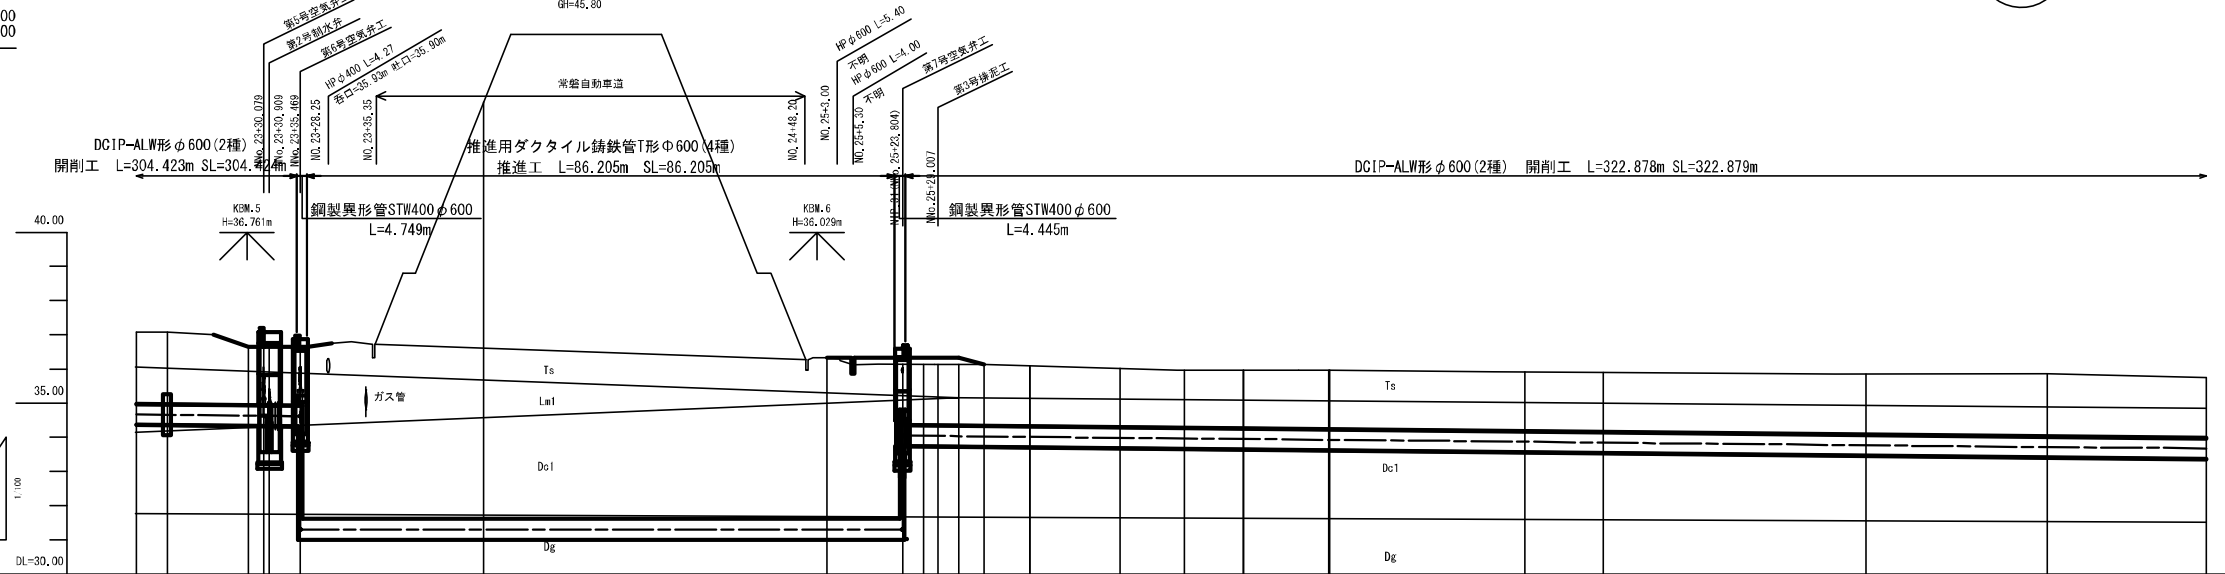 00
00
GH=45.80
第5号空気弁工
第2号制水弁
第6号空気弁工
HPφ400 L=4.27
呑口=35.93m 吐口=35.90m
HPφ600 L=5.40
不明
HPφ600 L=4.00
不明
第7号空気弁工
第3号排泥工
常磐自動車道
NNo.23+30.079
NNo.23+30.909
NNo.23+35.469
NO.23+28.25
NO.23+35.35
NO.24+48.20
NO.25+3.00
NO.25+5.30
NNo.25+29.007
DCIP-ALW形φ600(2種)
開削工 L=304.423m SL=304.424m
推進用ダクタイル鋳鉄管T形Φ600(4種)
推進工 L=86.205m SL=86.205m
DCIP-ALW形φ600(2種) 開削工 L=322.878m SL=322.879m
KBM.5
H=36.761m
鋼製異形管STW400φ600
L=4.749m
KBM.6
H=36.029m
鋼製異形管STW400φ600
L=4.445m
40.00
35.00
DL=30.00
1/100
Ts
Lm1
ガス管
Dc1
Dg
Ts
Dc1
Dg